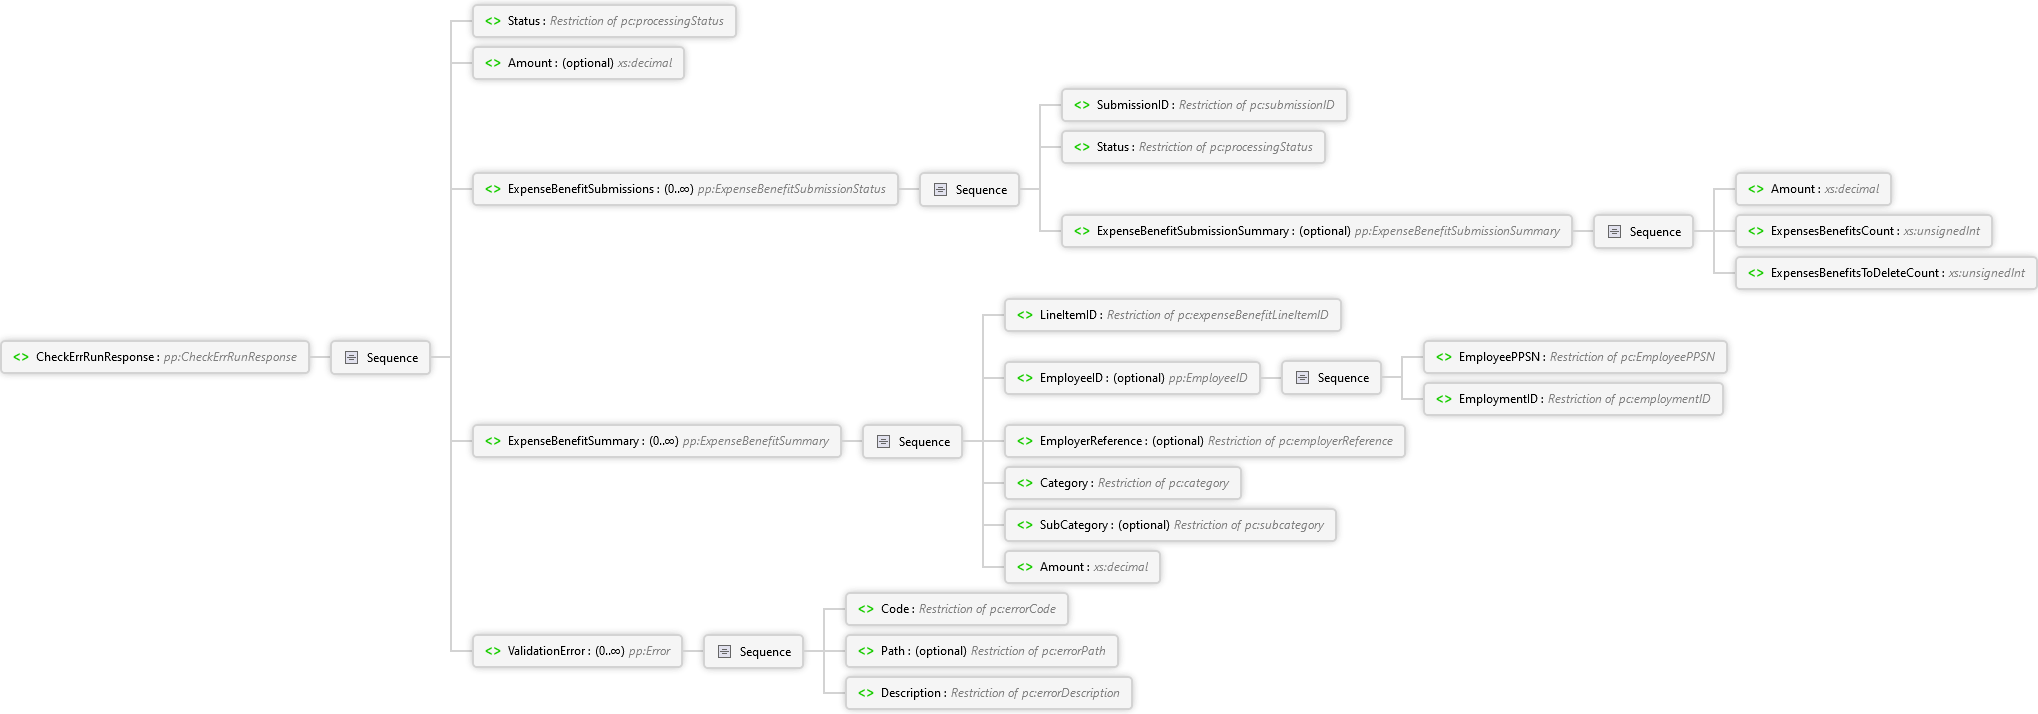 <> Status : Restriction of pc:processingStatus
<> Amount : (optional) xs:decimal
<> SubmissionID : Restriction of pc:submissionID
<> Status : Restriction of pc:processingStatus
<> ExpenseBenefitSubmissions : (0..∞) pp:ExpenseBenefitSubmissionStatus
Sequence
<> Amount : xs:decimal
<> ExpenseBenefitSubmissionSummary : (optional) pp:ExpenseBenefitSubmissionSummary
Sequence
<> ExpensesBenefitsCount : xs:unsignedInt
<> ExpensesBenefitsToDeleteCount : xs:unsignedInt
<> LineItemID : Restriction of pc:expenseBenefitLineItemID
<> CheckErrRunResponse : pp:CheckErrRunResponse
Sequence
<> EmployeePPSN : Restriction of pc:EmployeePPSN
<> EmployeeID : (optional) pp:EmployeeID
Sequence
<> EmploymentID : Restriction of pc:employmentID
<> ExpenseBenefitSummary : (0..∞) pp:ExpenseBenefitSummary
Sequence
<> EmployerReference : (optional) Restriction of pc:employerReference
<> Category : Restriction of pc:category
<> SubCategory : (optional) Restriction of pc:subcategory
<> Amount : xs:decimal
<> Code : Restriction of pc:errorCode
<> ValidationError : (0..∞) pp:Error
Sequence
<> Path : (optional) Restriction of pc:errorPath
<> Description : Restriction of pc:errorDescription